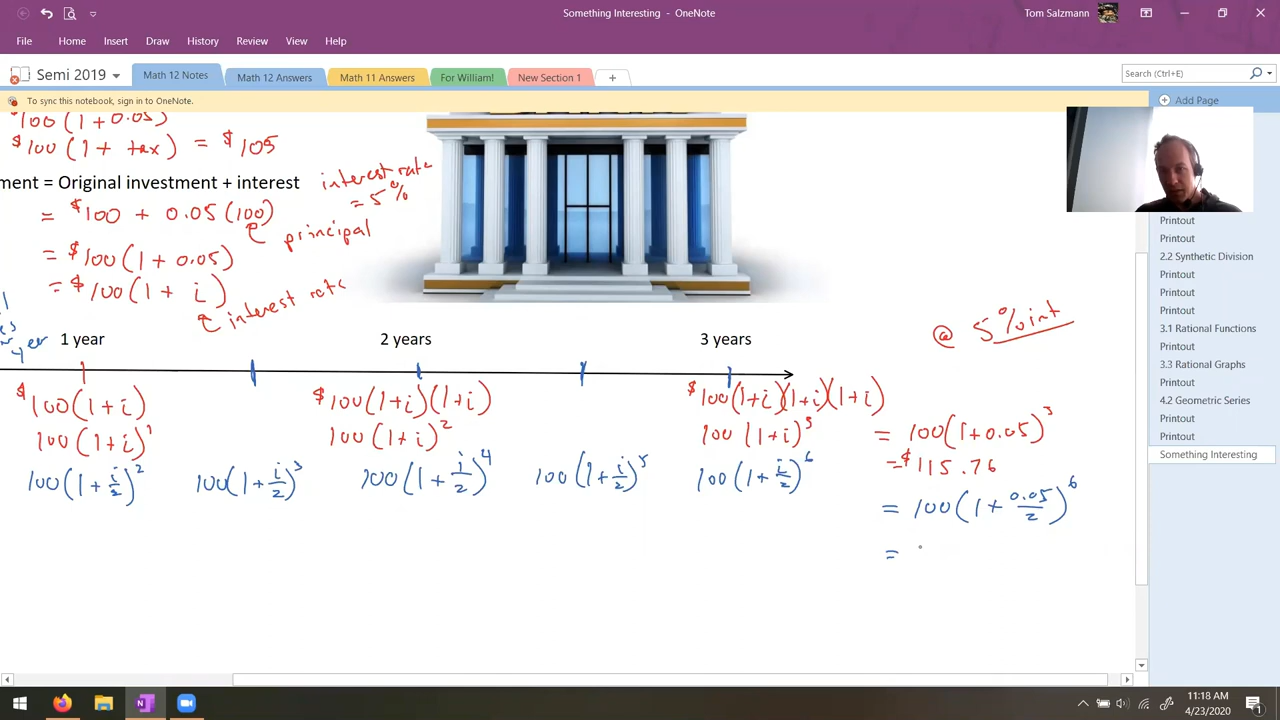 Something Interesting - OneNote
Tom Salzmann
File Home Insert Draw History Review View Help
Semi 2019
Math 12 Notes
Math 12 Answers
Math 11 Answers
For William!
New Section 1
Search (Ctrl+E)
To sync this notebook, sign in to OneNote.
Add Page
$100(1+0.05)
$100(1+tax) = $105
ment = Original investment + interest
interest rate
= 5%
= $100 + 0.05(100)
principal
= $100(1+0.05)
= $100(1+i)
interest rate
1 year
2 years
3 years
@ 5% int
$100(1+i)
$100(1+i)(1+i)
$100(1+i)(1+i)(1+i)
100(1+i)^1
100(1+i)^2
100(1+i)^3
= 100(1+0.05)^3
= $115.76
100(1+i/2)^2
100(1+i/2)^3
100(1+i/2)^4
100(1+i/2)^5
100(1+i/2)^6
= 100(1+0.05/2)^6
=
Printout
Printout
2.2 Synthetic Division
Printout
Printout
Printout
3.1 Rational Functions
Printout
3.3 Rational Graphs
Printout
4.2 Geometric Series
Printout
Printout
Something Interesting
11:18 AM
4/23/2020